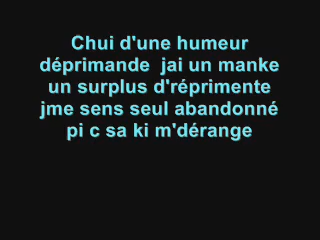 Chui d'une humeur
déprimande jai un manke
un surplus d'réprimente
jme sens seul abandonné
pi c sa ki m'dérange